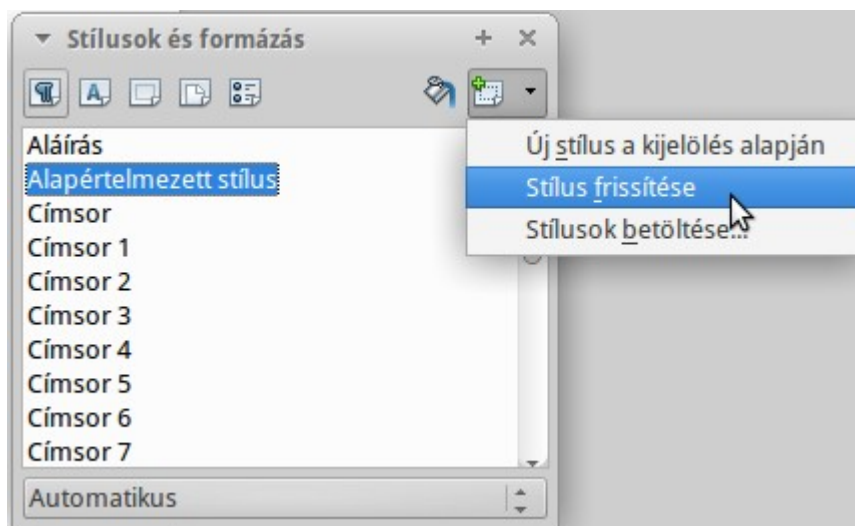 Stílusok és formázás
Aláírás
Alapértelmezett stílus
Címsor
Címsor 1
Címsor 2
Címsor 3
Címsor 4
Címsor 5
Címsor 6
Címsor 7
Automatikus
Új stílus a kijelölés alapján
Stílus frissítése
Stílusok betöltése...